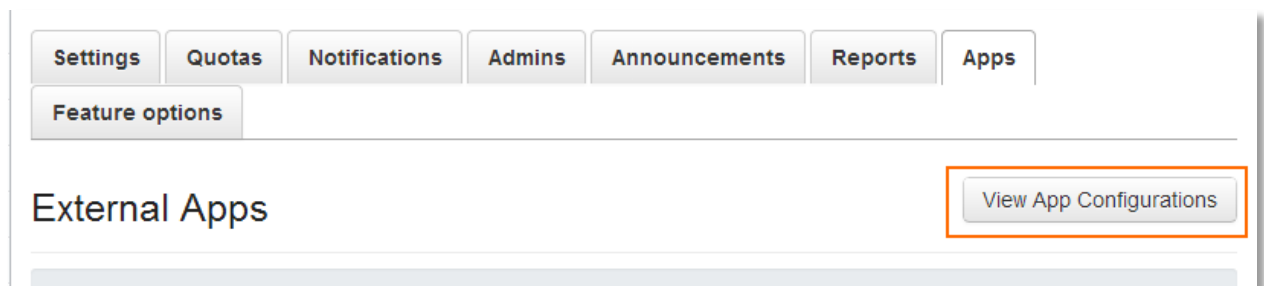 Settings Quotas Notifications Admins Announcements Reports Apps
Feature options
External Apps View App Configurations